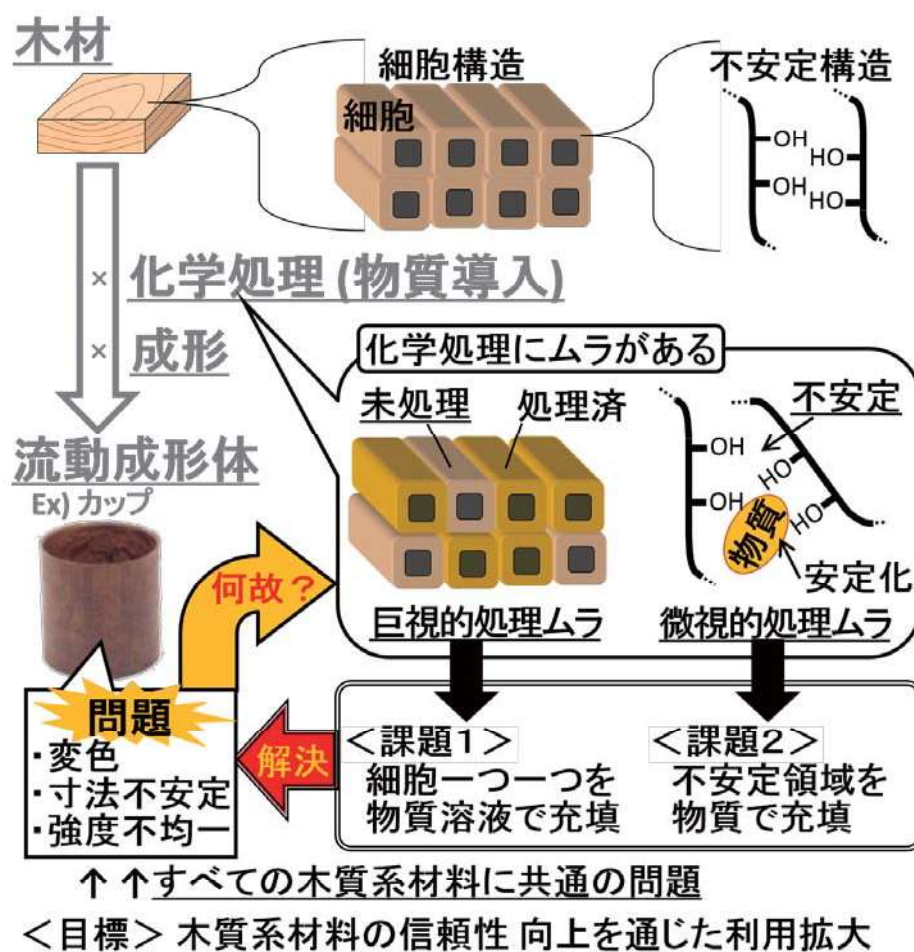 木材
細胞構造
細胞
不安定構造
OH
HO
OH
HO
× 化学処理 (物質導入)
× 成形
流動成形体
Ex) カップ
化学処理にムラがある
未処理
処理済
不安定
OH
HO
OH
HO
物質
安定化
巨視的処理ムラ
微視的処理ムラ
何故？
問題
・変色
・寸法不安定
・強度不均一
解決
＜課題1＞
細胞一つ一つを
物質溶液で充填
＜課題2＞
不安定領域を
物質で充填
↑ ↑すべての木質系材料に共通の問題
＜目標＞ 木質系材料の信頼性 向上を通じた利用拡大